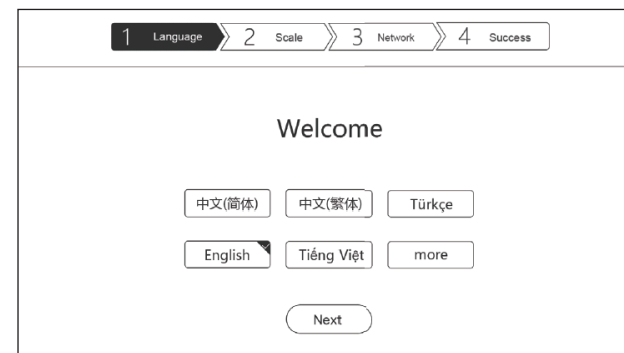 1 Language 2 Scale 3 Network 4 Success
Welcome
中文(简体) 中文(繁体) Türkçe
English Tiếng Việt more
Next